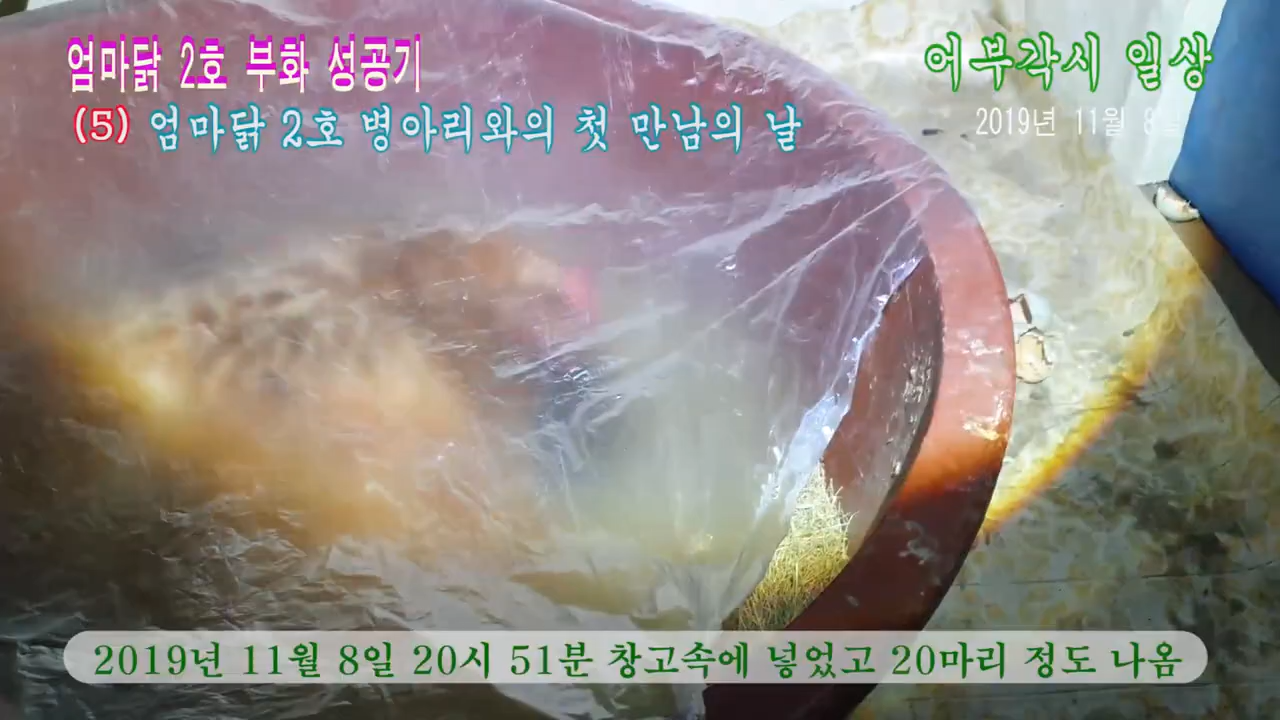 엄마닭 2호 부화 성공기
(5) 엄마닭 2호 병아리와의 첫 만남의 날
어부각시 일상
2019년 11월 8일
2019년 11월 8일 20시 51분 창고속에 넣었고 20마리 정도 나옴